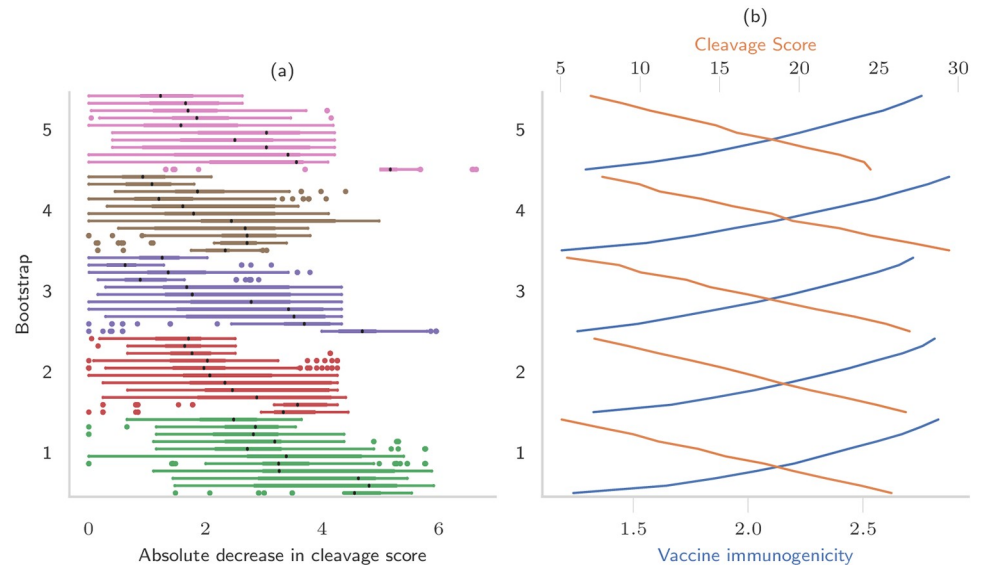 (b)
Cleavage Score
5 10 15 20 25 30
(a)
Bootstrap
5
4
3
2
1
0 2 4 6
Absolute decrease in cleavage score
5
4
3
2
1
1.5 2.0 2.5
Vaccine immunogenicity